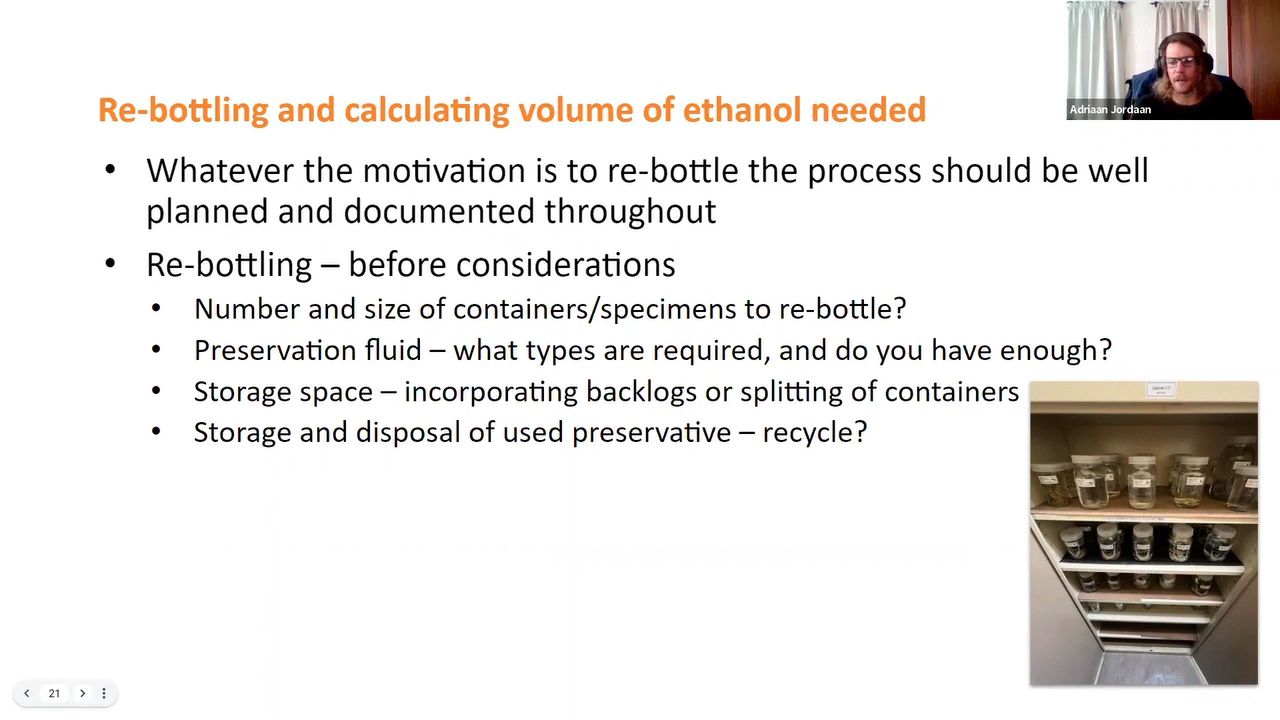 Adriaan Jordaan
Re-bottling and calculating volume of ethanol needed
• Whatever the motivation is to re-bottle the process should be well
planned and documented throughout
• Re-bottling – before considerations
• Number and size of containers/specimens to re-bottle?
• Preservation fluid – what types are required, and do you have enough?
• Storage space – incorporating backlogs or splitting of containers
• Storage and disposal of used preservative – recycle?
21